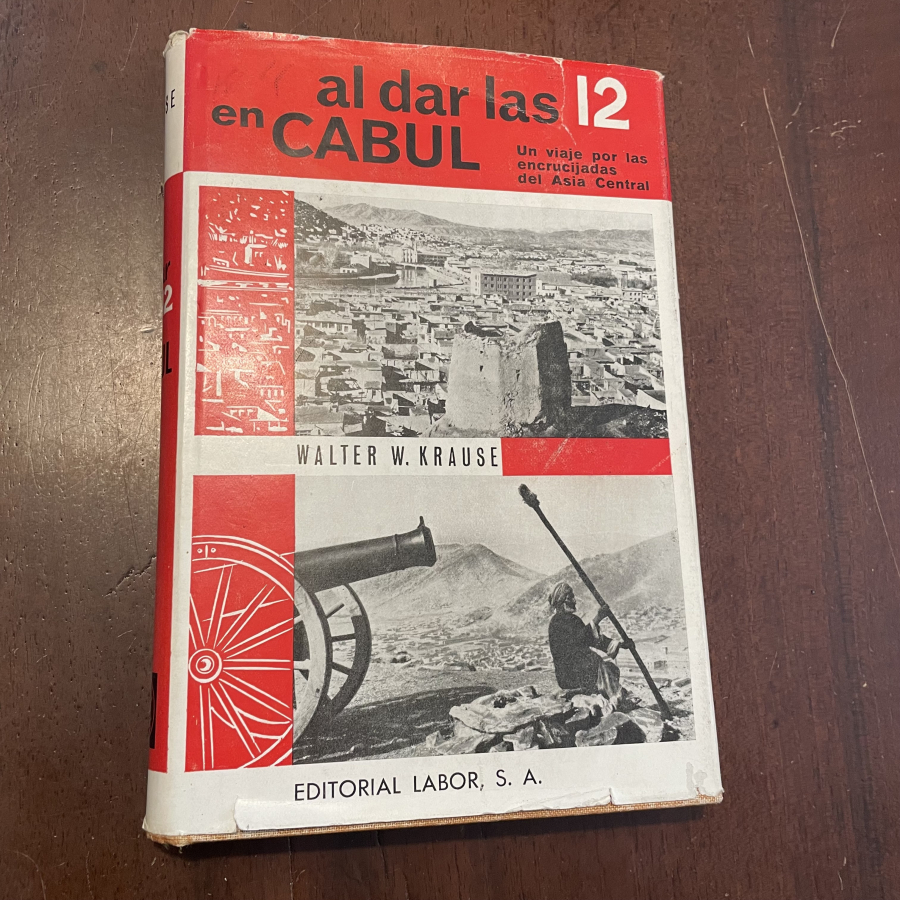 al dar las 12
en CABUL
Un viaje por las
encrucijadas
del Asia Central
WALTER W. KRAUSE
EDITORIAL LABOR, S. A.